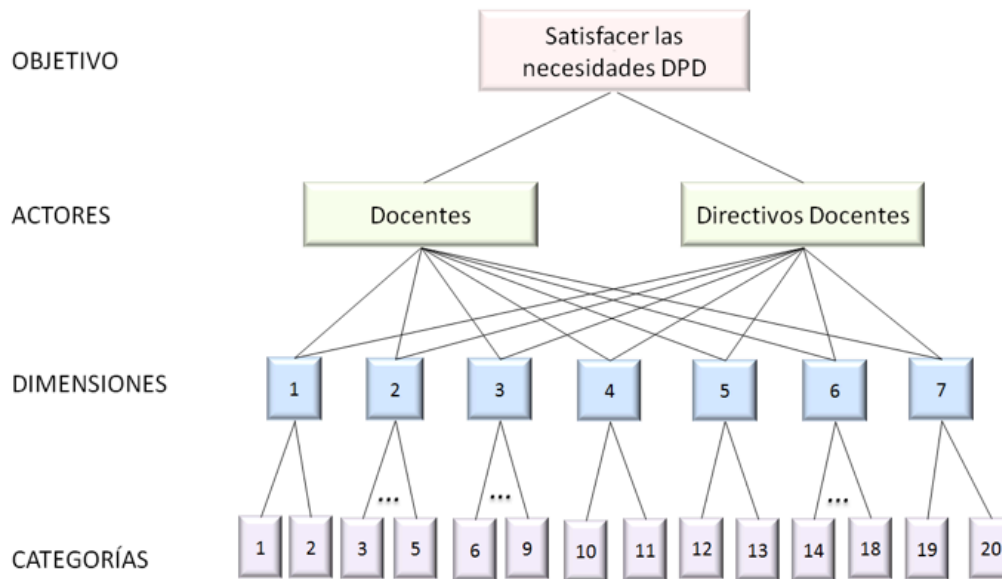 OBJETIVO
Satisfacer las
necesidades DPD
ACTORES
Docentes
Directivos Docentes
DIMENSIONES
1 2 3 4 5 6 7
... ... ...
CATEGORÍAS
1 2 3 5 6 9 10 11 12 13 14 18 19 20